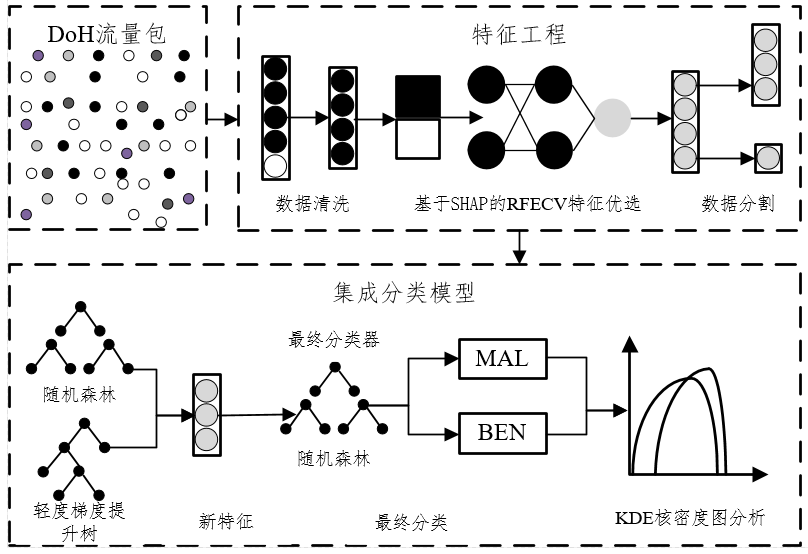 DoH流量包
特征工程
数据清洗
基于SHAP的RFECV特征优选
数据分割
集成分类模型
随机森林
轻度梯度提
升树
新特征
最终分类器
随机森林
最终分类
MAL
BEN
KDE核密度图分析